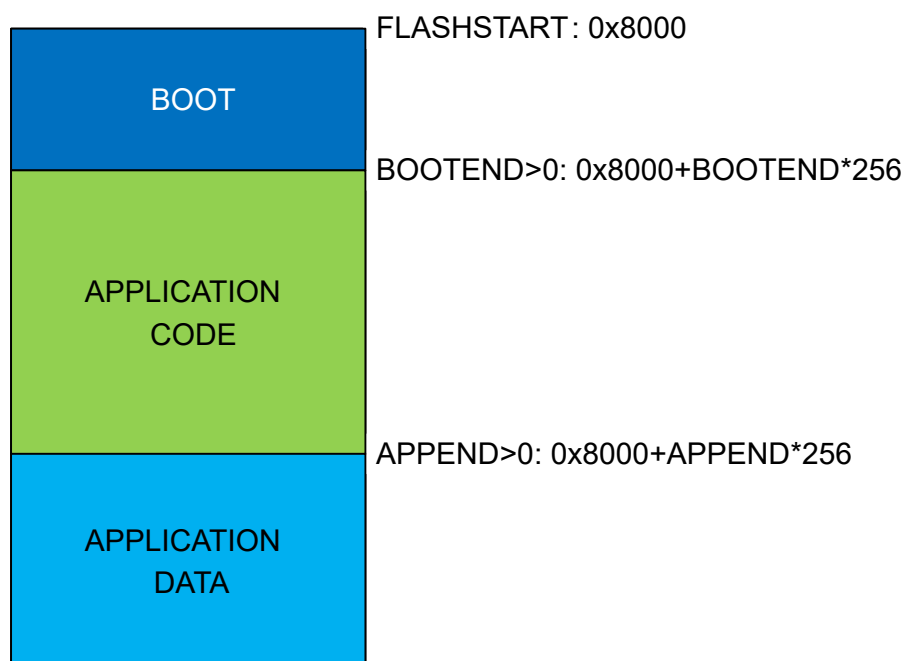 FLASHSTART: 0x8000
BOOT
BOOTEND>0: 0x8000+BOOTEND*256
APPLICATION
CODE
APPEND>0: 0x8000+APPEND*256
APPLICATION
DATA